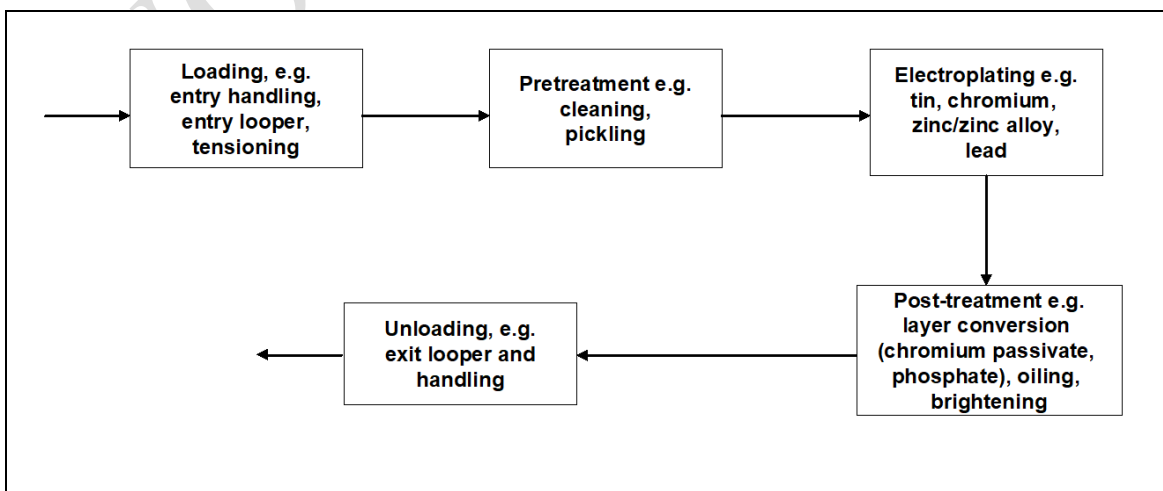 Loading, e.g.
entry handling,
entry looper,
tensioning
Pretreatment e.g.
cleaning,
pickling
Electroplating e.g.
tin, chromium,
zinc/zinc alloy,
lead
Post-treatment e.g.
layer conversion
(chromium passivate,
phosphate), oiling,
brightening
Unloading, e.g.
exit looper and
handling